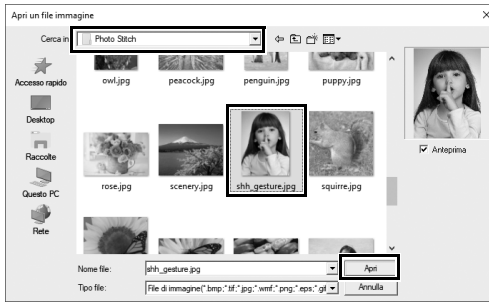 Apri un file immagine
Cerca in
Photo Stitch
Accesso rapido
Desktop
Raccolte
Questo PC
Rete
owl.jpg peacock.jpg penguin.jpg puppy.jpg
rose.jpg scenery.jpg shh_gesture.jpg squirre.jpg
Anteprima
Nome file: shh_gesture.jpg Apri
Tipo file: File di immagine(*.bmp;*.tif;*.jpg;*.wmf;*.png;*.eps;*.gif Annulla